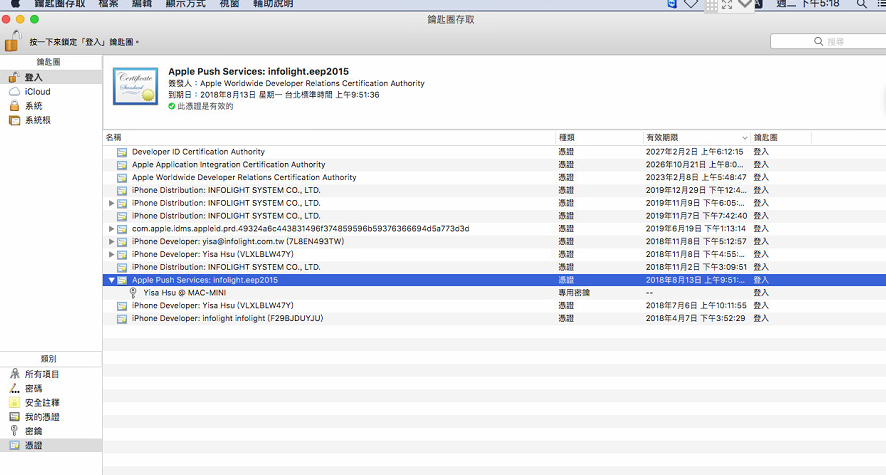 鑰匙圈存取 檔案 編輯 顯示方式 視窗 輔助說明 週二 下午5:18
鑰匙圈存取
按一下來鎖定「登入」鑰匙圈。
搜尋
鑰匙圈
登入
iCloud
系統
系統根
Apple Push Services: infolight.eep2015
簽發人：Apple Worldwide Developer Relations Certification Authority
到期日：2018年8月13日 星期一 台北標準時間 上午9:51:36
此憑證是有效的
名稱 種類 有效期限 鑰匙圈
Developer ID Certification Authority 憑證 2027年2月2日 上午6:12:15 登入
Apple Application Integration Certification Authority 憑證 2026年10月21日 上午8:0... 登入
Apple Worldwide Developer Relations Certification Authority 憑證 2023年2月8日 上午5:48:47 登入
iPhone Distribution: INFOLIGHT SYSTEM CO., LTD. 憑證 2019年12月29日 下午12:4... 登入
iPhone Distribution: INFOLIGHT SYSTEM CO., LTD. 憑證 2019年11月9日 下午6:05:... 登入
iPhone Distribution: INFOLIGHT SYSTEM CO., LTD. 憑證 2019年11月7日 下午7:42:40 登入
com.apple.idms.appleid.prd.49324a6c443831496f374859596b59376366694d5a773d3d 憑證 2019年6月19日 下午1:13:14 登入
iPhone Developer: yisa@infolight.com.tw (7L8EN493TW) 憑證 2018年11月8日 下午5:12:57 登入
iPhone Developer: Yisa Hsu (VLXLBLW47Y) 憑證 2018年11月8日 下午4:55:... 登入
iPhone Distribution: INFOLIGHT SYSTEM CO., LTD. 憑證 2018年11月2日 下午3:09:51 登入
Apple Push Services: infolight.eep2015 憑證 2018年8月13日 上午9:51:... 登入
Yisa Hsu @ MAC-MINI 專用密鑰 -- 登入
iPhone Developer: Yisa Hsu (VLXLBLW47Y) 憑證 2018年7月6日 上午10:11:55 登入
iPhone Developer: infolight infolight (F29BJDUYJU) 憑證 2018年4月7日 下午3:52:29 登入
類別
所有項目
密碼
安全註釋
我的憑證
密鑰
憑證